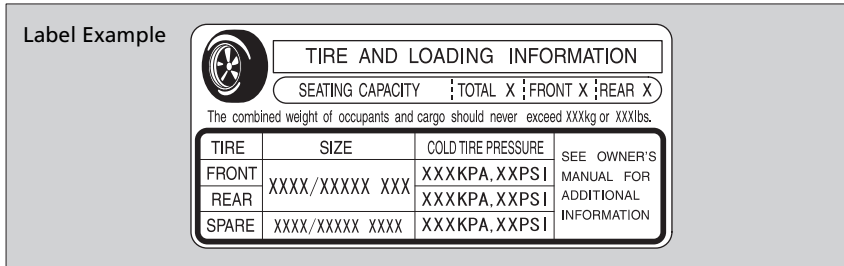 Label Example
TIRE AND LOADING INFORMATION
SEATING CAPACITY TOTAL X FRONT X REAR X
The combined weight of occupants and cargo should never exceed XXXkg or XXXlbs.
TIRE SIZE COLD TIRE PRESSURE
FRONT XXXX/XXXXX XXX XXXKPA,XXPSI
REAR XXXKPA,XXPSI
SPARE XXXX/XXXXX XXXX XXXKPA,XXPSI
SEE OWNER'S
MANUAL FOR
ADDITIONAL
INFORMATION